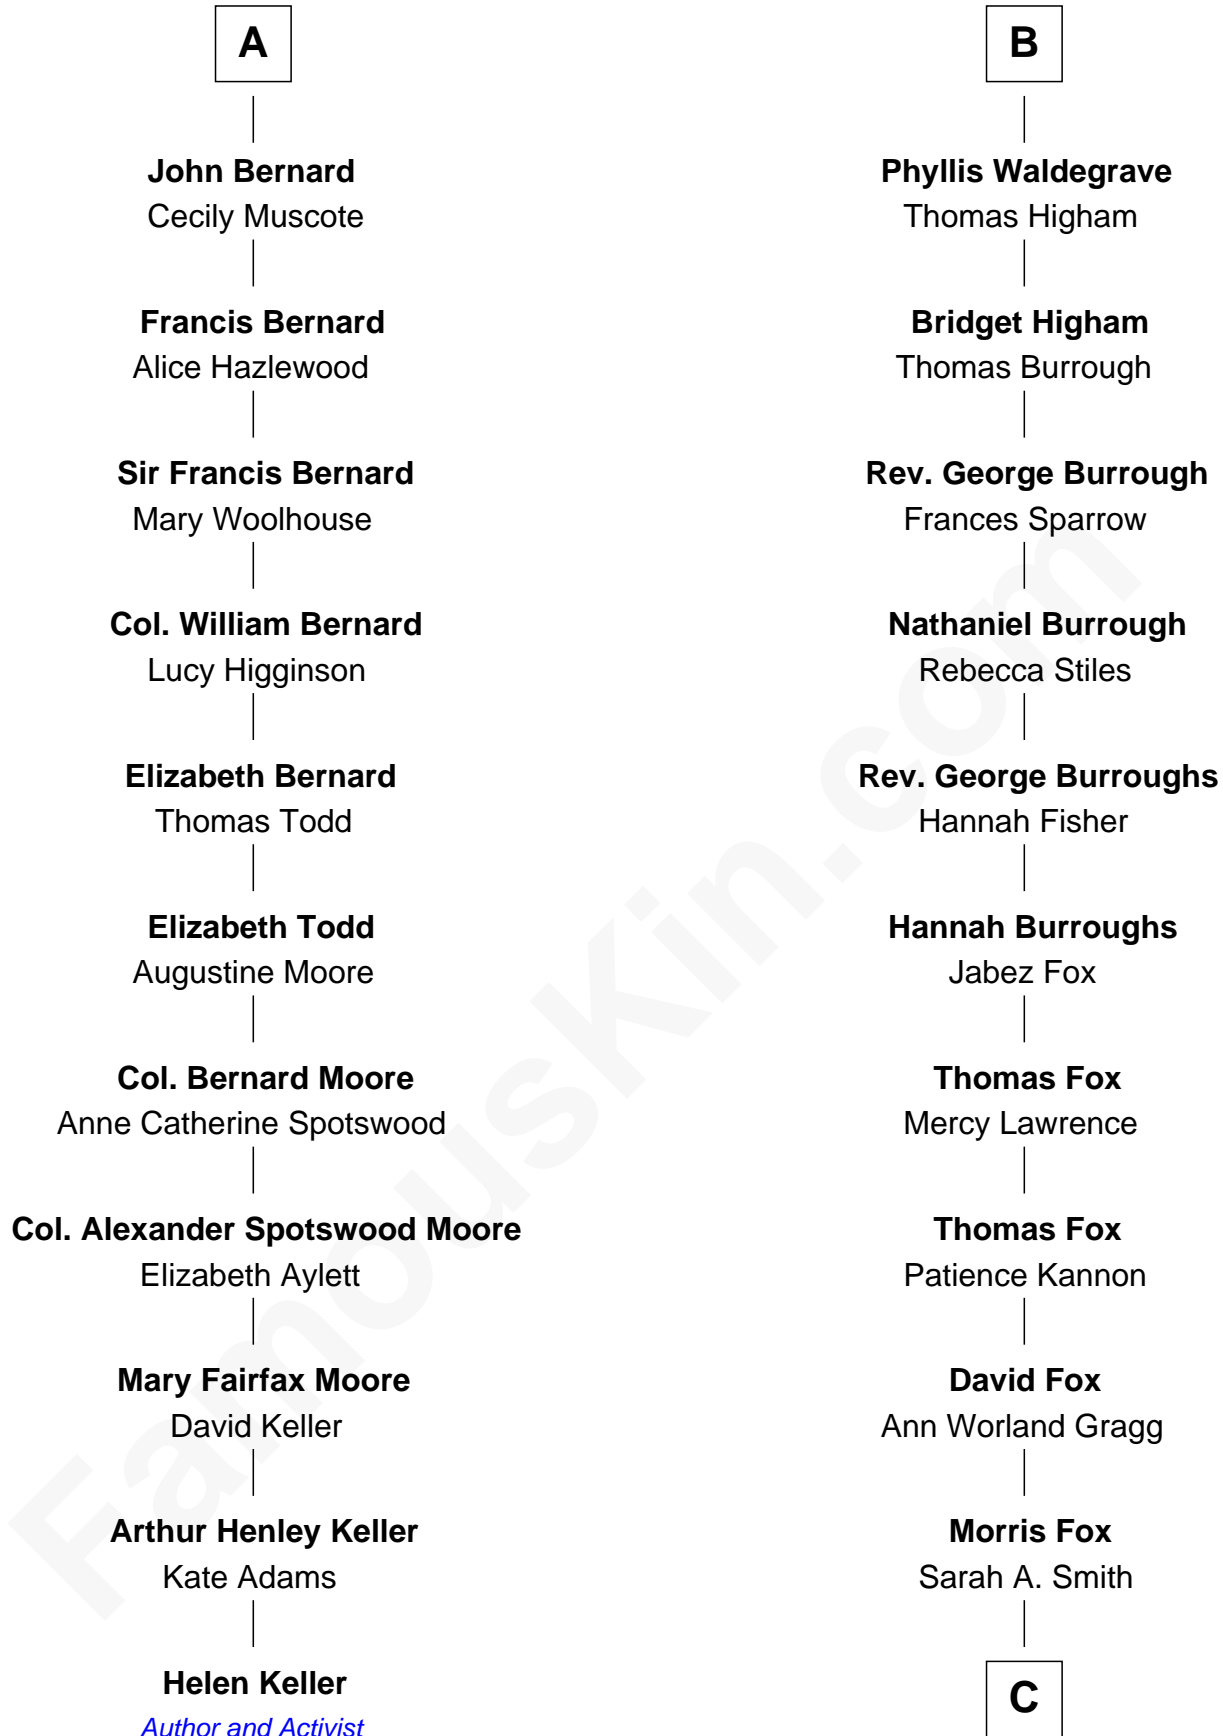 A
John Bernard
Cecily Muscote
Francis Bernard
Alice Hazlewood
Sir Francis Bernard
Mary Woolhouse
Col. William Bernard
Lucy Higginson
Elizabeth Bernard
Thomas Todd
Elizabeth Todd
Augustine Moore
Col. Bernard Moore
Anne Catherine Spotswood
Col. Alexander Spotswood Moore
Elizabeth Aylett
Mary Fairfax Moore
David Keller
Arthur Henley Keller
Kate Adams
Helen Keller
Author and Activist
B
Phyllis Waldegrave
Thomas Higham
Bridget Higham
Thomas Burrough
Rev. George Burrough
Frances Sparrow
Nathaniel Burrough
Rebecca Stiles
Rev. George Burroughs
Hannah Fisher
Hannah Burroughs
Jabez Fox
Thomas Fox
Mercy Lawrence
Thomas Fox
Patience Kannon
David Fox
Ann Worland Gragg
Morris Fox
Sarah A. Smith
C
FamousKin.com